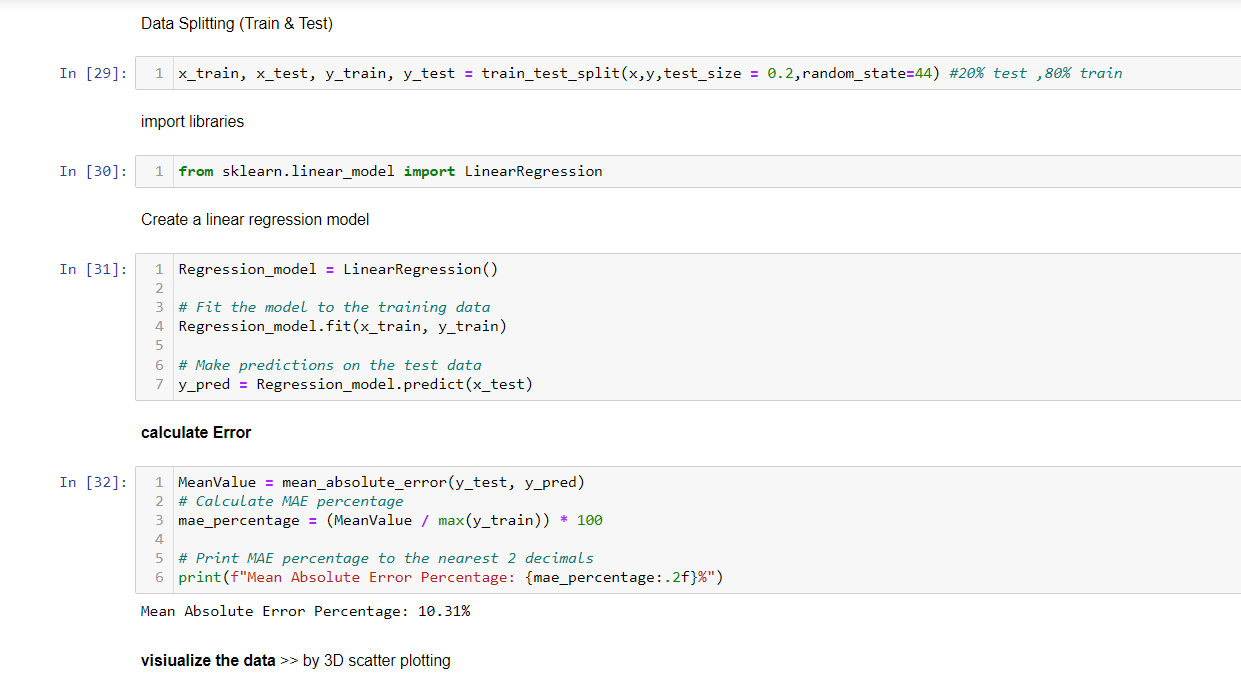 Data Splitting (Train & Test)
In [29]: 1 x_train, x_test, y_train, y_test = train_test_split(x,y,test_size = 0.2,random_state=44) #20% test ,80% train
import libraries
In [30]: 1 from sklearn.linear_model import LinearRegression
Create a linear regression model
In [31]: 1 Regression_model = LinearRegression()
2
3 # Fit the model to the training data
4 Regression_model.fit(x_train, y_train)
5
6 # Make predictions on the test data
7 y_pred = Regression_model.predict(x_test)
calculate Error
In [32]: 1 MeanValue = mean_absolute_error(y_test, y_pred)
2 # Calculate MAE percentage
3 mae_percentage = (MeanValue / max(y_train)) * 100
4
5 # Print MAE percentage to the nearest 2 decimals
6 print(f"Mean Absolute Error Percentage: {mae_percentage:.2f}%")
Mean Absolute Error Percentage: 10.31%
visiualize the data >> by 3D scatter plotting